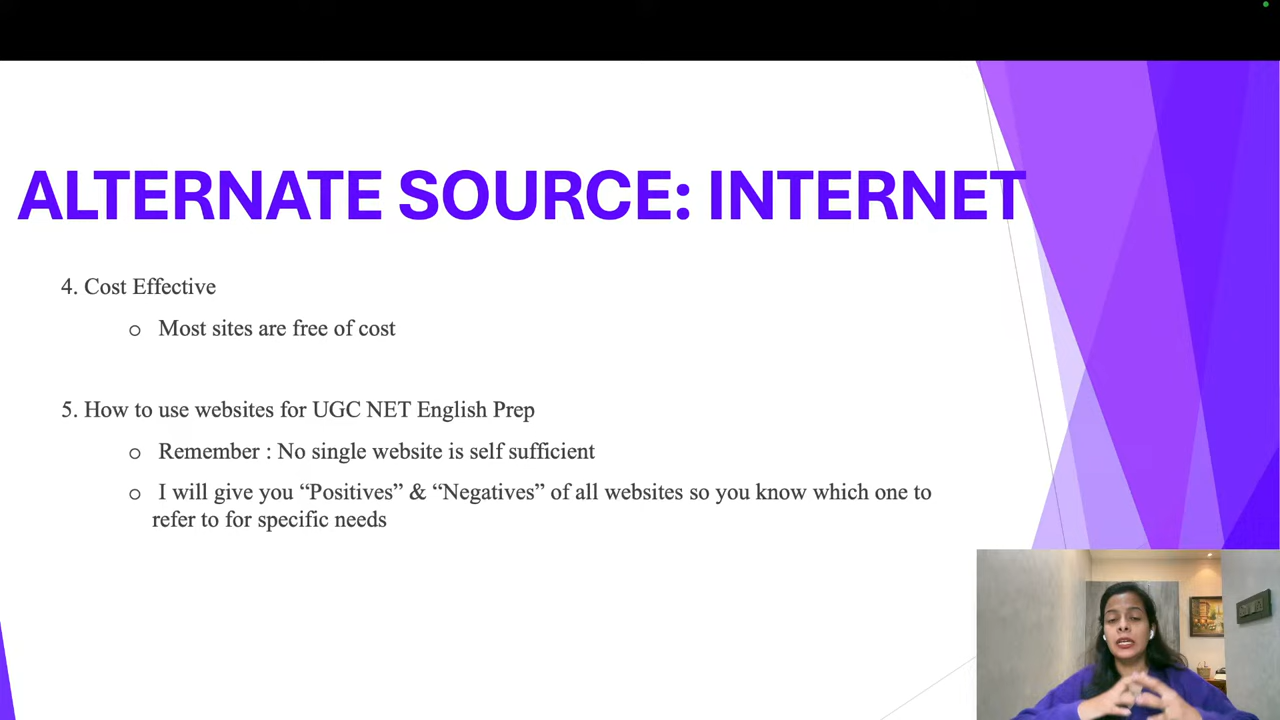 ALTERNATE SOURCE: INTERNET
4. Cost Effective
o Most sites are free of cost
5. How to use websites for UGC NET English Prep
o Remember : No single website is self sufficient
o I will give you “Positives” & “Negatives” of all websites so you know which one to
refer to for specific needs